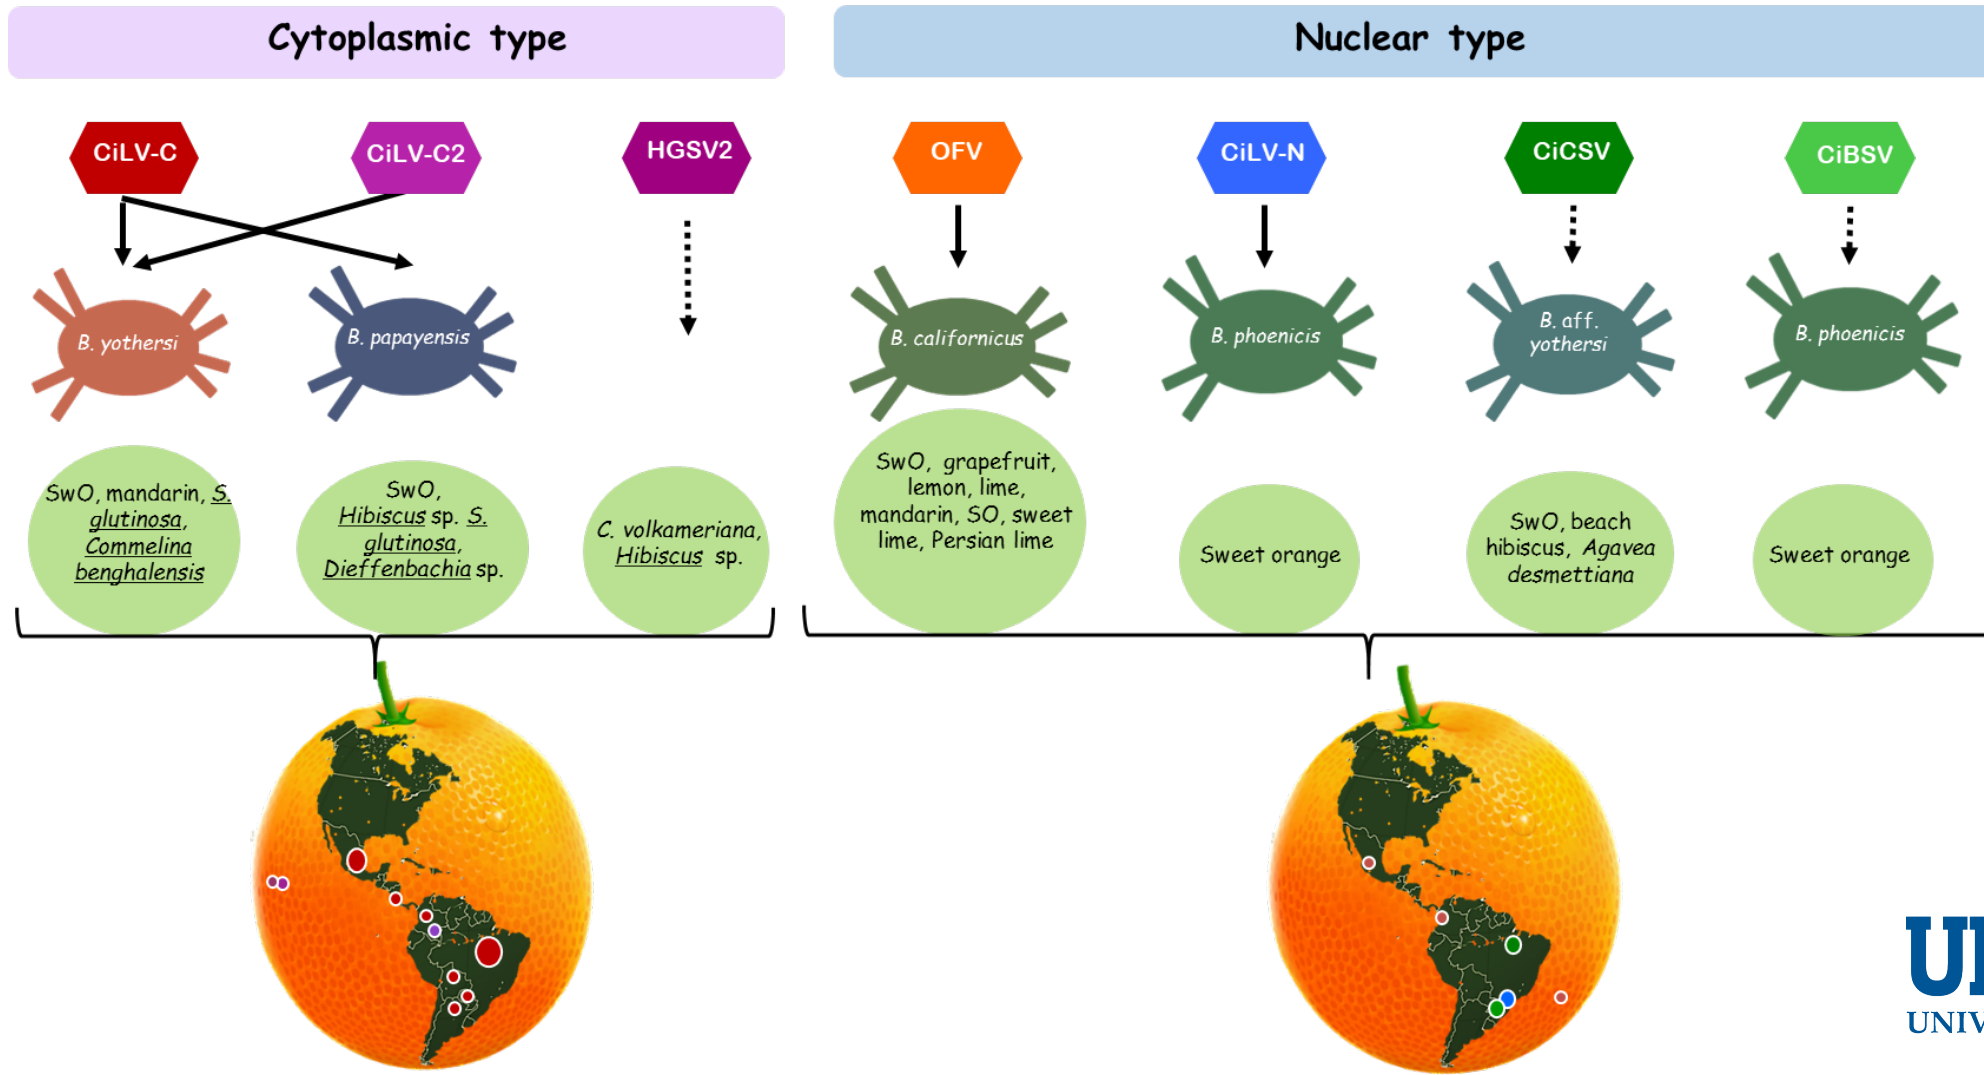 Cytoplasmic type
Nuclear type
CiLV-C
CiLV-C2
HGSV2
OFV
CiLV-N
CiCSV
CiBSV
B. yothersi
B. papayensis
B. californicus
B. phoenicis
B. aff.
yothersi
B. phoenicis
SwO, mandarin, S.
glutinosa,
Commelina
benghalensis
SwO,
Hibiscus sp. S.
glutinosa,
Dieffenbachia sp.
C. volkameriana,
Hibiscus sp.
SwO, grapefruit,
lemon, lime,
mandarin, SO, sweet
lime, Persian lime
Sweet orange
SwO, beach
hibiscus, Agavea
desmettiana
Sweet orange